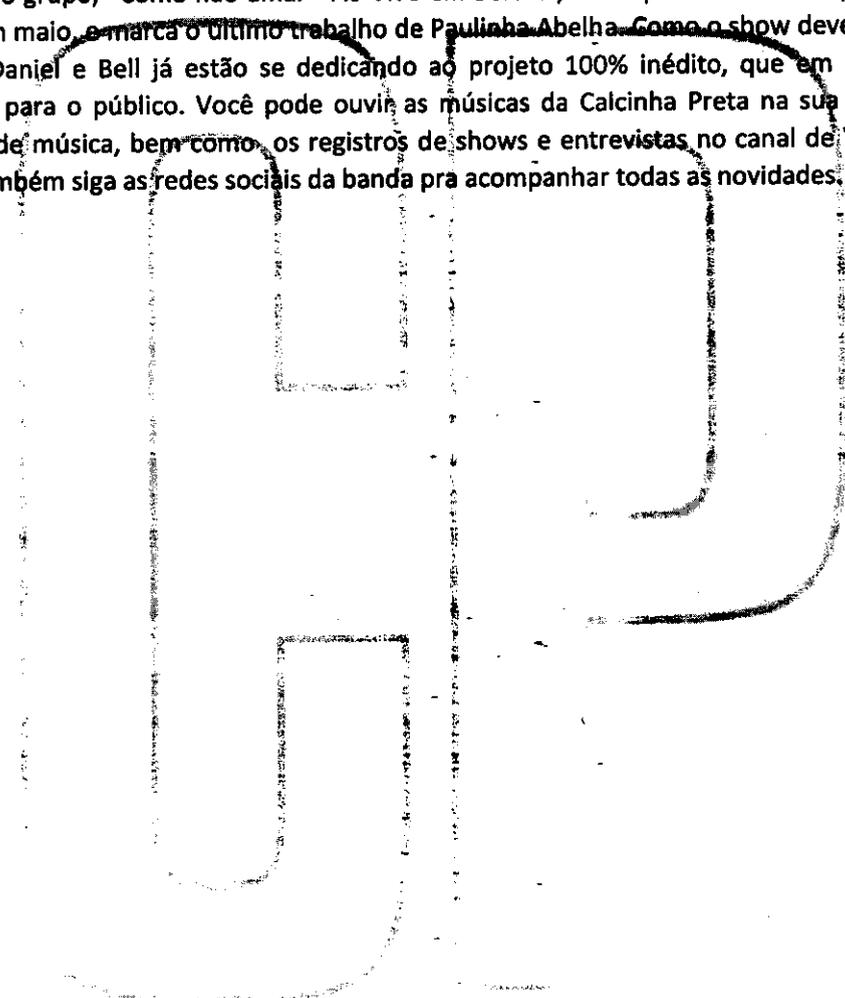 maio, e marca o último trabalho de Paulinha Abelha. Como o show deve
Daniel e Bell já estão se dedicando ao projeto 100% inédito, que em
para o público. Você pode ouvir as músicas da Calcinha Preta na sua
de música, bem como os registros de shows e entrevistas no canal de
mbém siga as redes sociais da banda pra acompanhar todas as novidades.
CP